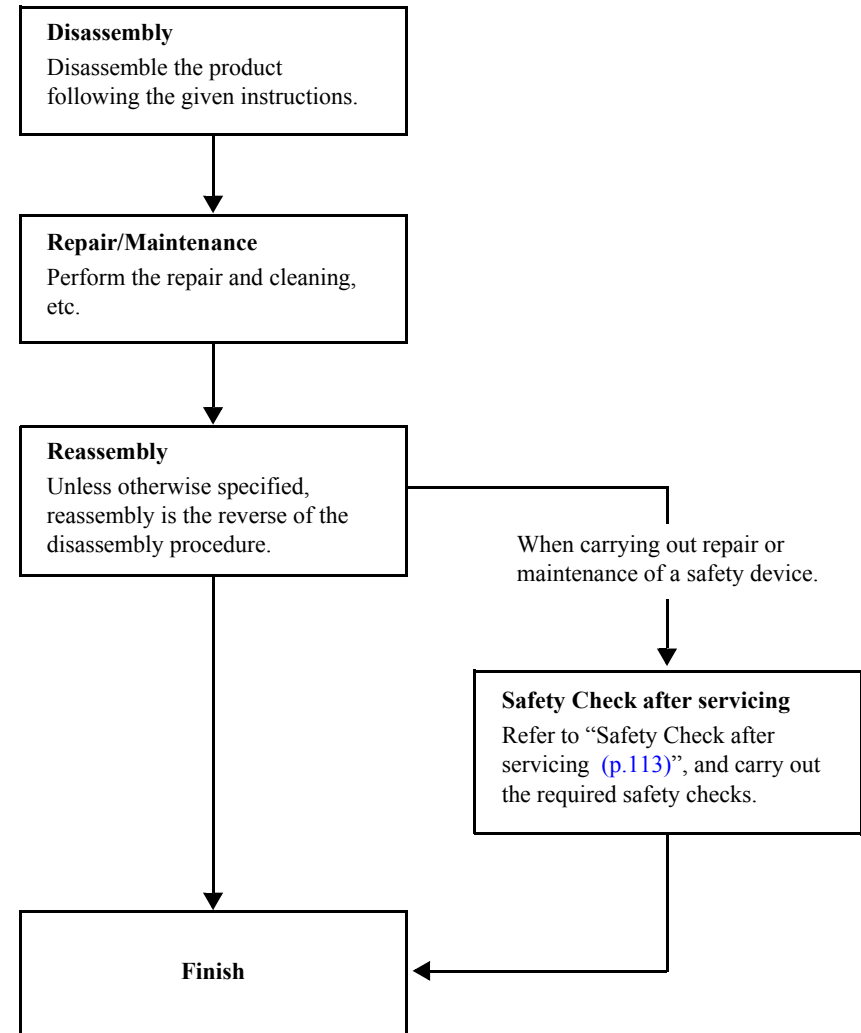 Disassembly
Disassemble the product
following the given instructions.
Repair/Maintenance
Perform the repair and cleaning,
etc.
Reassembly
Unless otherwise specified,
reassembly is the reverse of the
disassembly procedure.
When carrying out repair or
maintenance of a safety device.
Safety Check after servicing
Refer to “Safety Check after
servicing (p.113)”, and carry out
the required safety checks.
Finish